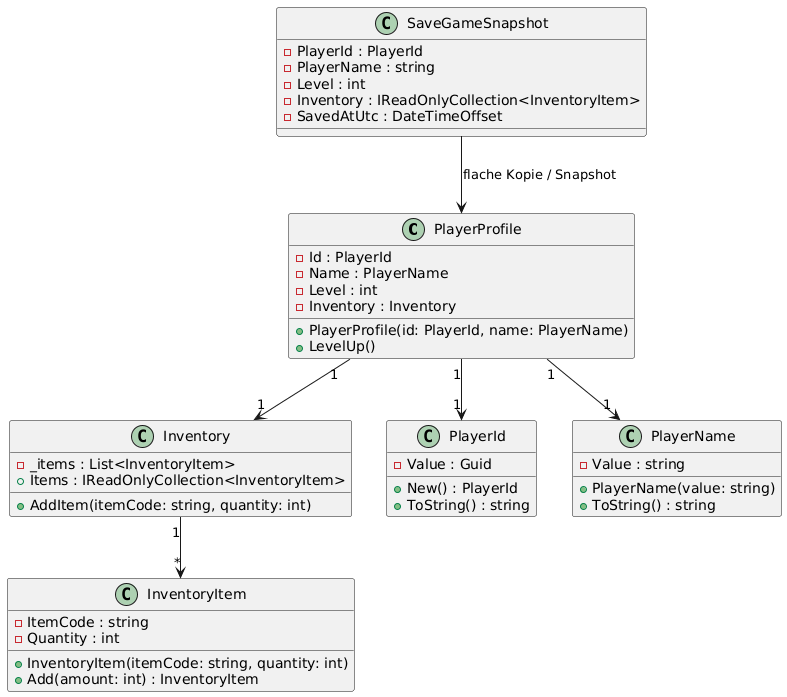 C SaveGameSnapshot
PlayerId : PlayerId
PlayerName : string
Level : int
Inventory : IReadOnlyCollection<InventoryItem>
SavedAtUtc : DateTimeOffset
flache Kopie / Snapshot
C PlayerProfile
Id : PlayerId
Name : PlayerName
Level : int
Inventory : Inventory
PlayerProfile(id: PlayerId, name: PlayerName)
LevelUp()
1 1 1
1 1 1
C Inventory
_items : List<InventoryItem>
Items : IReadOnlyCollection<InventoryItem>
AddItem(itemCode: string, quantity: int)
C PlayerId
Value : Guid
New() : PlayerId
ToString() : string
C PlayerName
Value : string
PlayerName(value: string)
ToString() : string
1
*
C InventoryItem
ItemCode : string
Quantity : int
InventoryItem(itemCode: string, quantity: int)
Add(amount: int) : InventoryItem